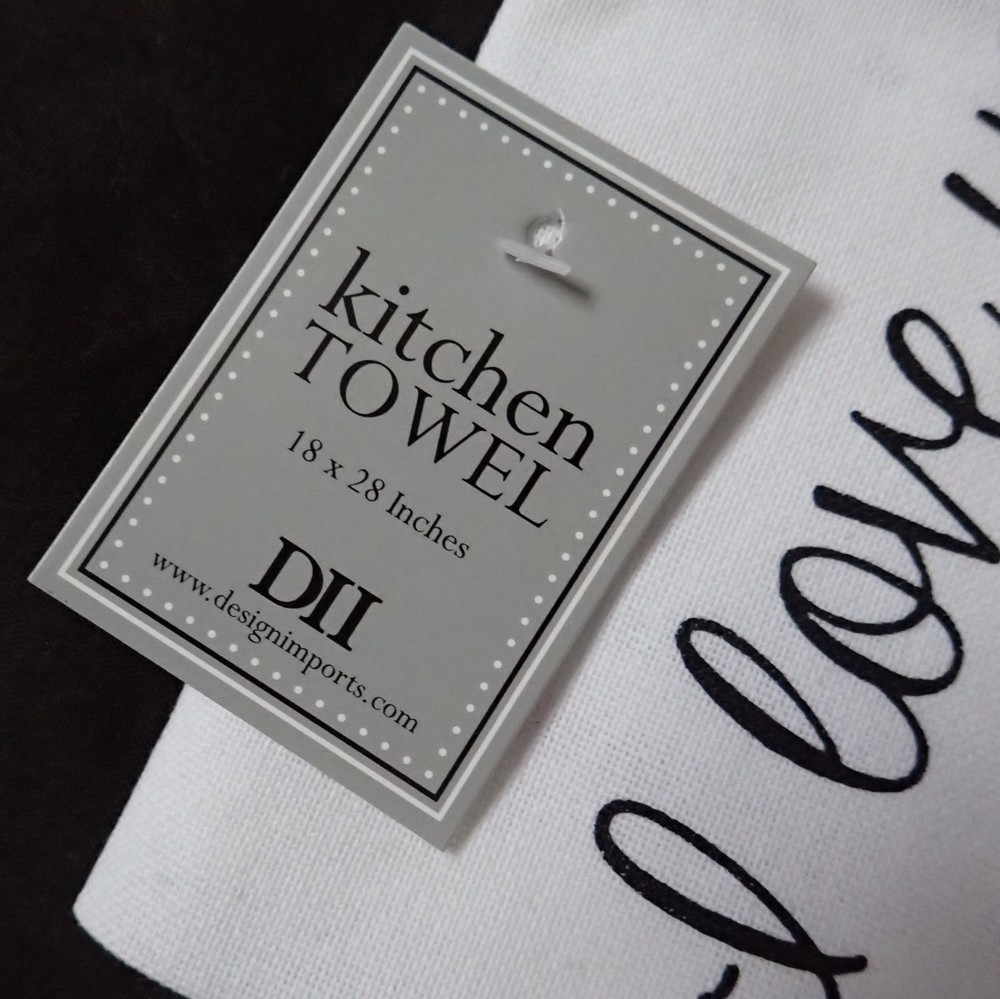 kitchen
TOWEL
18 x 28 Inches
DII
www.designimports.com
I love